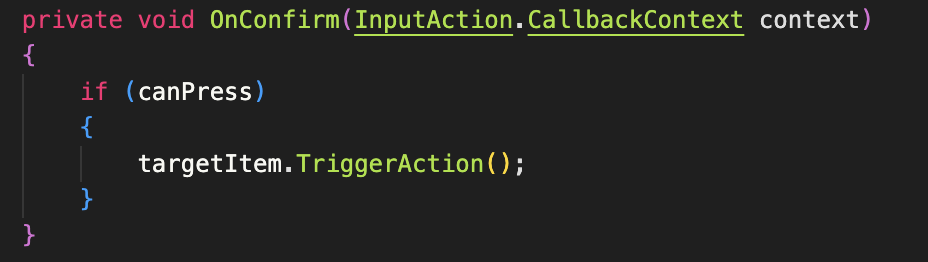 private void OnConfirm(InputAction.CallbackContext context)
{
    if (canPress)
    {
        targetItem.TriggerAction();
    }
}